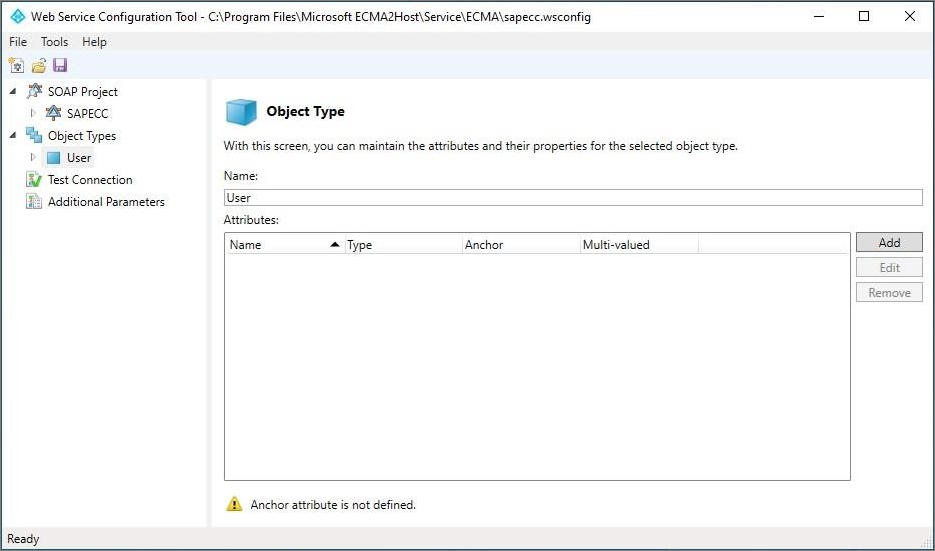 Web Service Configuration Tool - C:\Program Files\Microsoft ECMA2Host\Service\ECMA\sapecc.wsconfig
File Tools Help
SOAP Project
SAPECC
Object Types
User
Test Connection
Additional Parameters
Object Type
With this screen, you can maintain the attributes and their properties for the selected object type.
Name:
User
Attributes:
Name Type Anchor Multi-valued
Add
Edit
Remove
Anchor attribute is not defined.
Ready